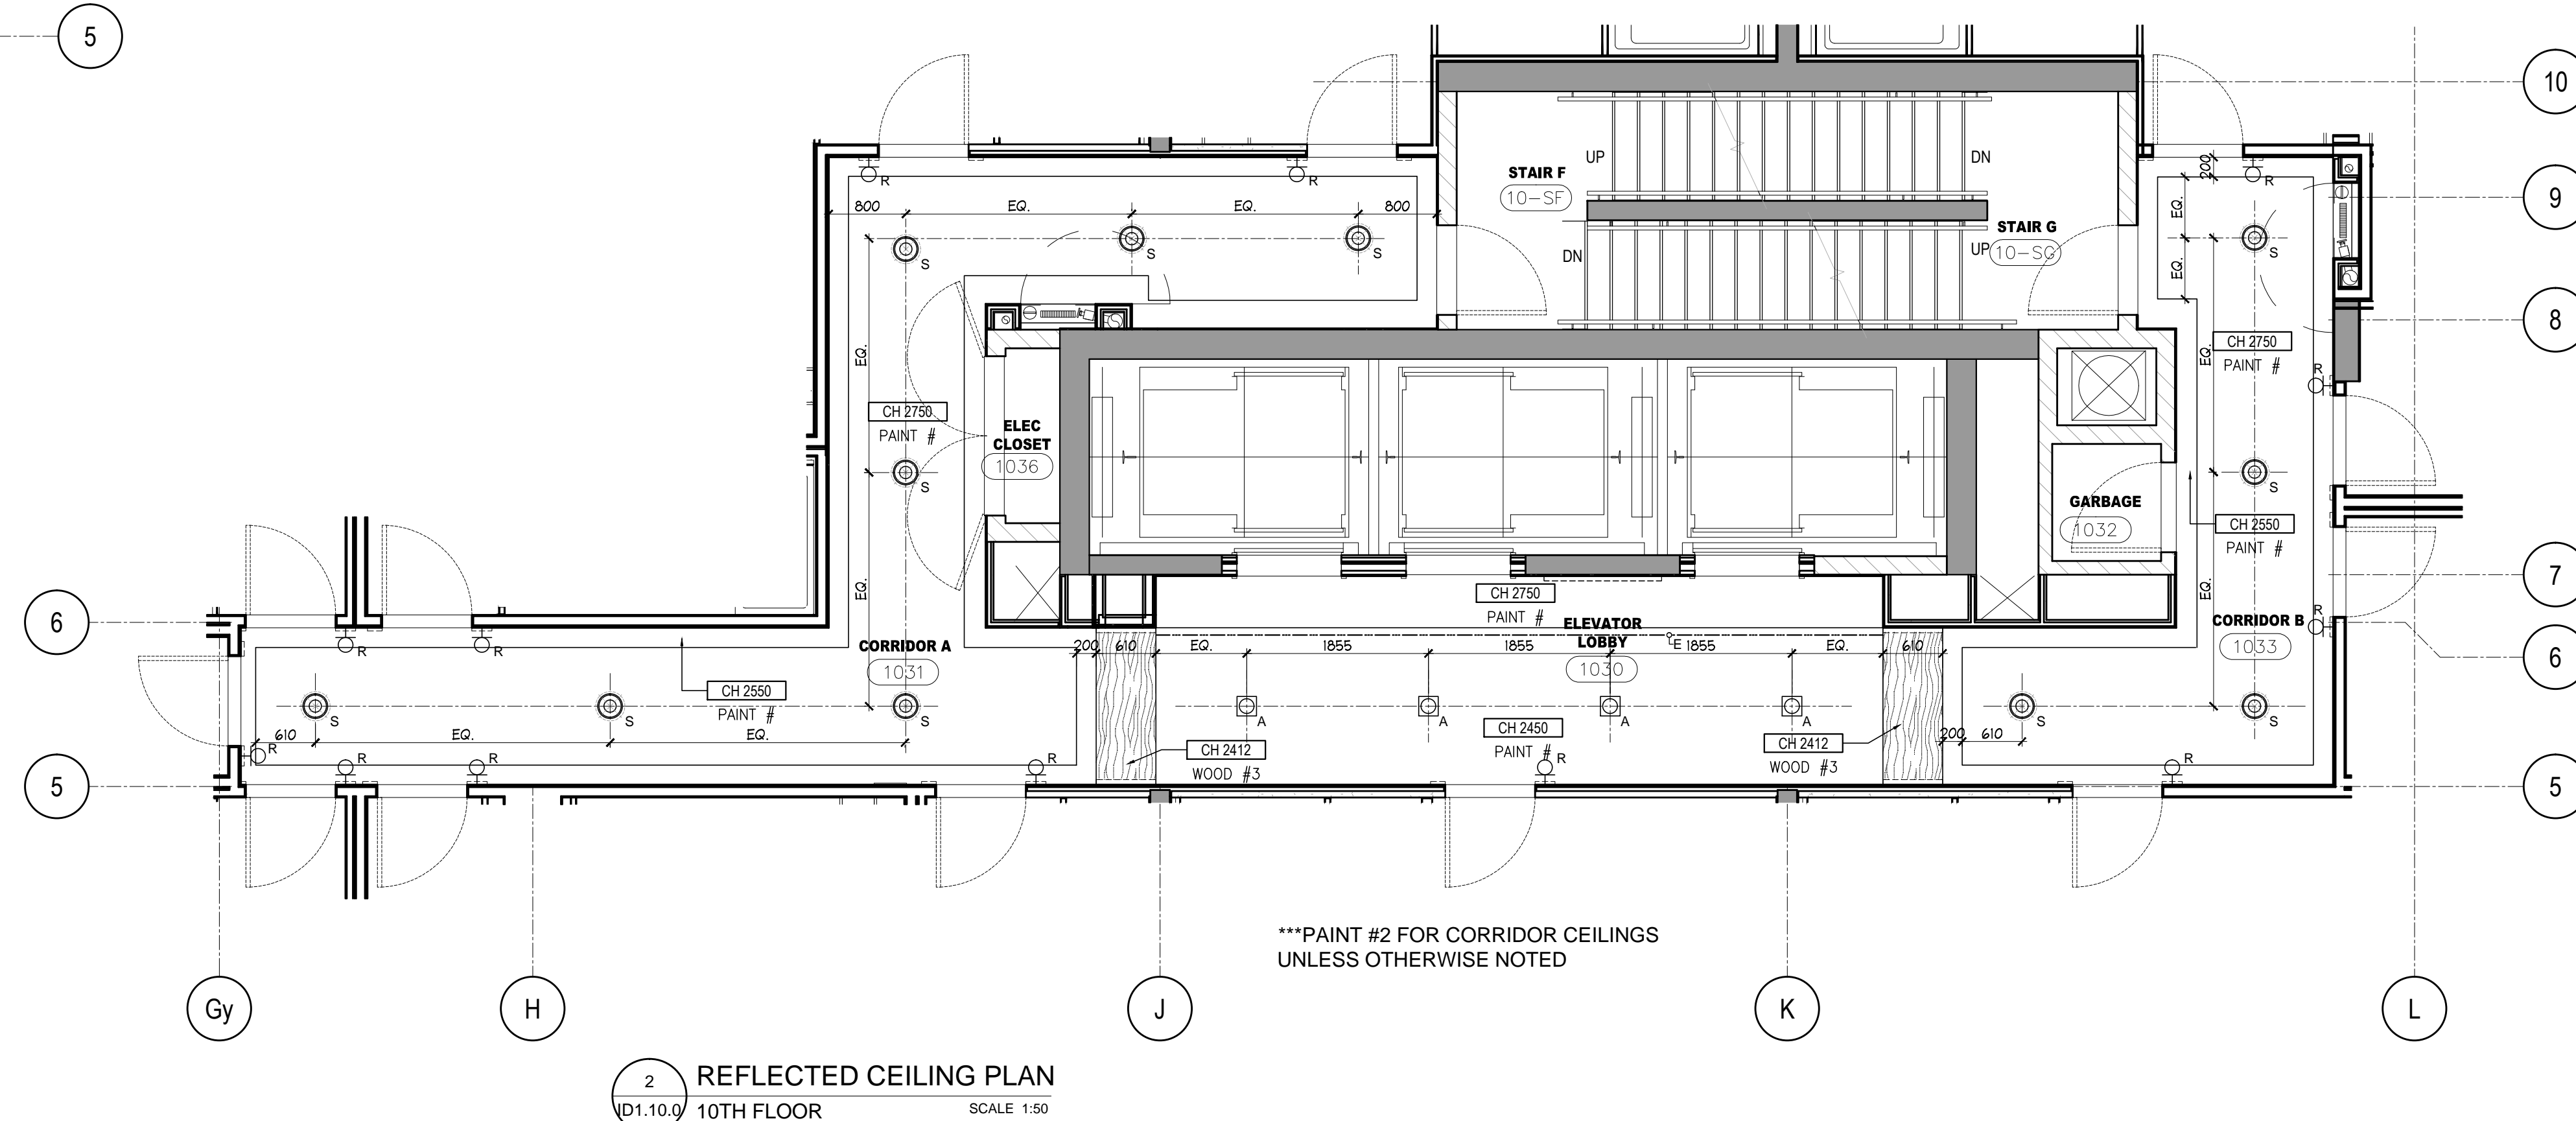 5
10
UP
DN
STAIR F
10-SF
9
200
R
R
R
800
EQ.
EQ.
800
EQ.
STAIR G
10-SG
UP
DN
S
S
S
S
EQ.
8
CH 2750
PAINT #
EQ.
EQ.
R
CH 2750
PAINT #
ELEC
CLOSET
1036
S
S
GARBAGE
1032
CH 2550
PAINT #
7
EQ.
EQ.
CH 2750
PAINT #
R
6
CORRIDOR B
1033
ELEVATOR
LOBBY
1030
R
R
CORRIDOR A
1031
200
610
EQ.
1855
1855
E
1855
EQ.
610
6
CH 2550
PAINT #
S
S
S
A
A
A
A
S
S
610
EQ.
EQ.
R
CH 2412
WOOD #3
CH 2450
PAINT #
CH 2412
WOOD #3
200
610
R
R
R
R
R
5
5
***PAINT #2 FOR CORRIDOR CEILINGS
UNLESS OTHERWISE NOTED
Gy
H
J
K
L
2
ID1.10.0
REFLECTED CEILING PLAN
10TH FLOOR
SCALE 1:50